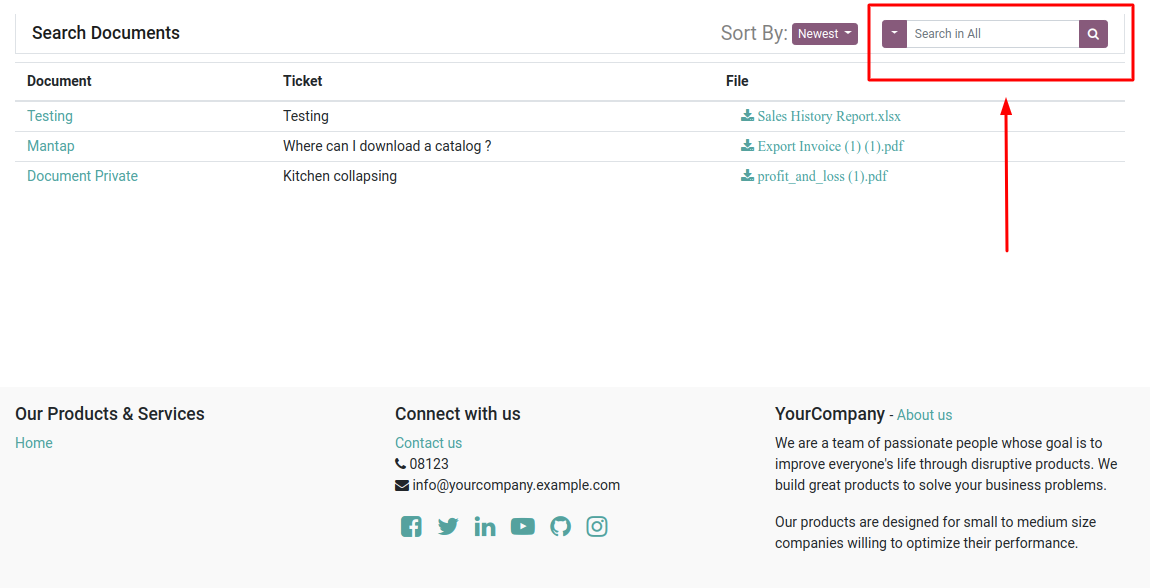 Search Documents
Sort By: Newest
Search in All
Document Ticket File
Testing Testing Sales History Report.xlsx
Mantap Where can I download a catalog ? Export Invoice (1) (1).pdf
Document Private Kitchen collapsing profit_and_loss (1).pdf
Our Products & Services
Home
Connect with us
Contact us
08123
info@yourcompany.example.com
YourCompany - About us
We are a team of passionate people whose goal is to
improve everyone's life through disruptive products. We
build great products to solve your business problems.
Our products are designed for small to medium size
companies willing to optimize their performance.